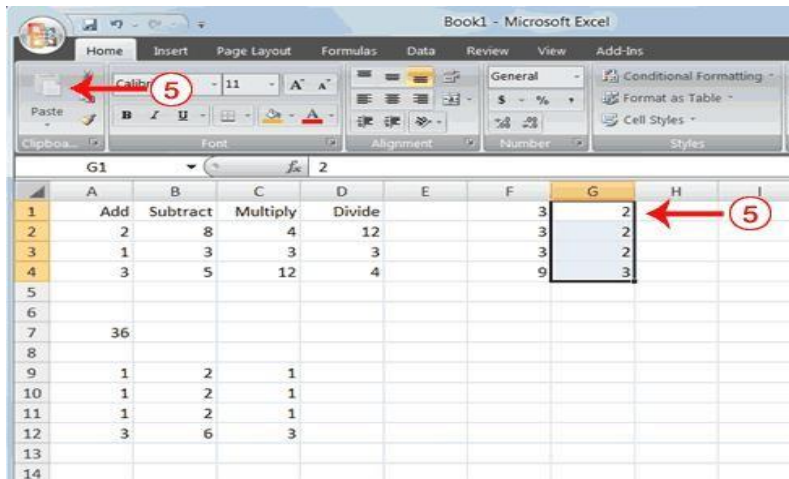 Book1 - Microsoft Excel
Home Insert Page Layout Formulas Data Review View Add-Ins
5 11 A A General Conditional Formatting
Paste B I U A $ % , Format as Table
Cell Styles
Font Alignment Number Styles
G1 fx 2
A B C D E F G H I
1 Add Subtract Multiply Divide 3 2 5
2 2 8 4 12 3 2
3 1 3 3 3 3 2
4 3 5 12 4 9 3
5
6
7 36
8
9 1 2 1
10 1 2 1
11 1 2 1
12 3 6 3
13
14